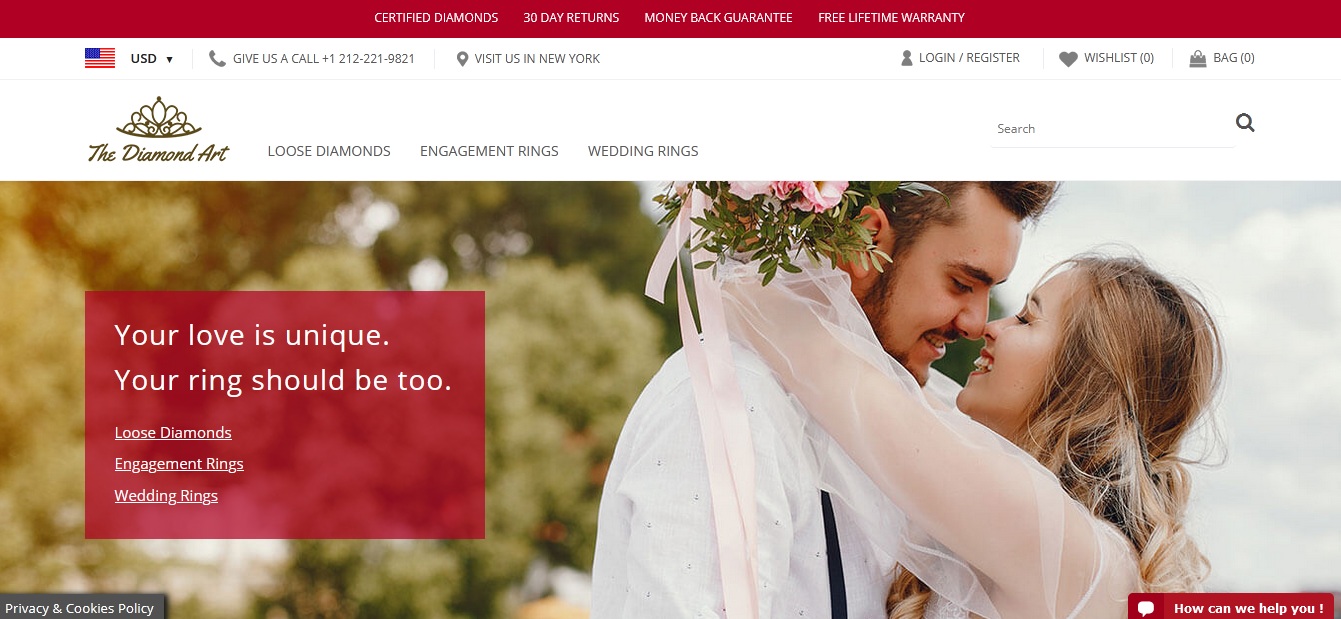 CERTIFIED DIAMONDS 30 DAY RETURNS MONEY BACK GUARANTEE FREE LIFETIME WARRANTY
USD ▼ GIVE US A CALL +1 212-221-9821 VISIT US IN NEW YORK LOGIN / REGISTER WISHLIST (0) BAG (0)
The Diamond Art LOOSE DIAMONDS ENGAGEMENT RINGS WEDDING RINGS Search
Your love is unique.
Your ring should be too.
Loose Diamonds
Engagement Rings
Wedding Rings
Privacy & Cookies Policy How can we help you !